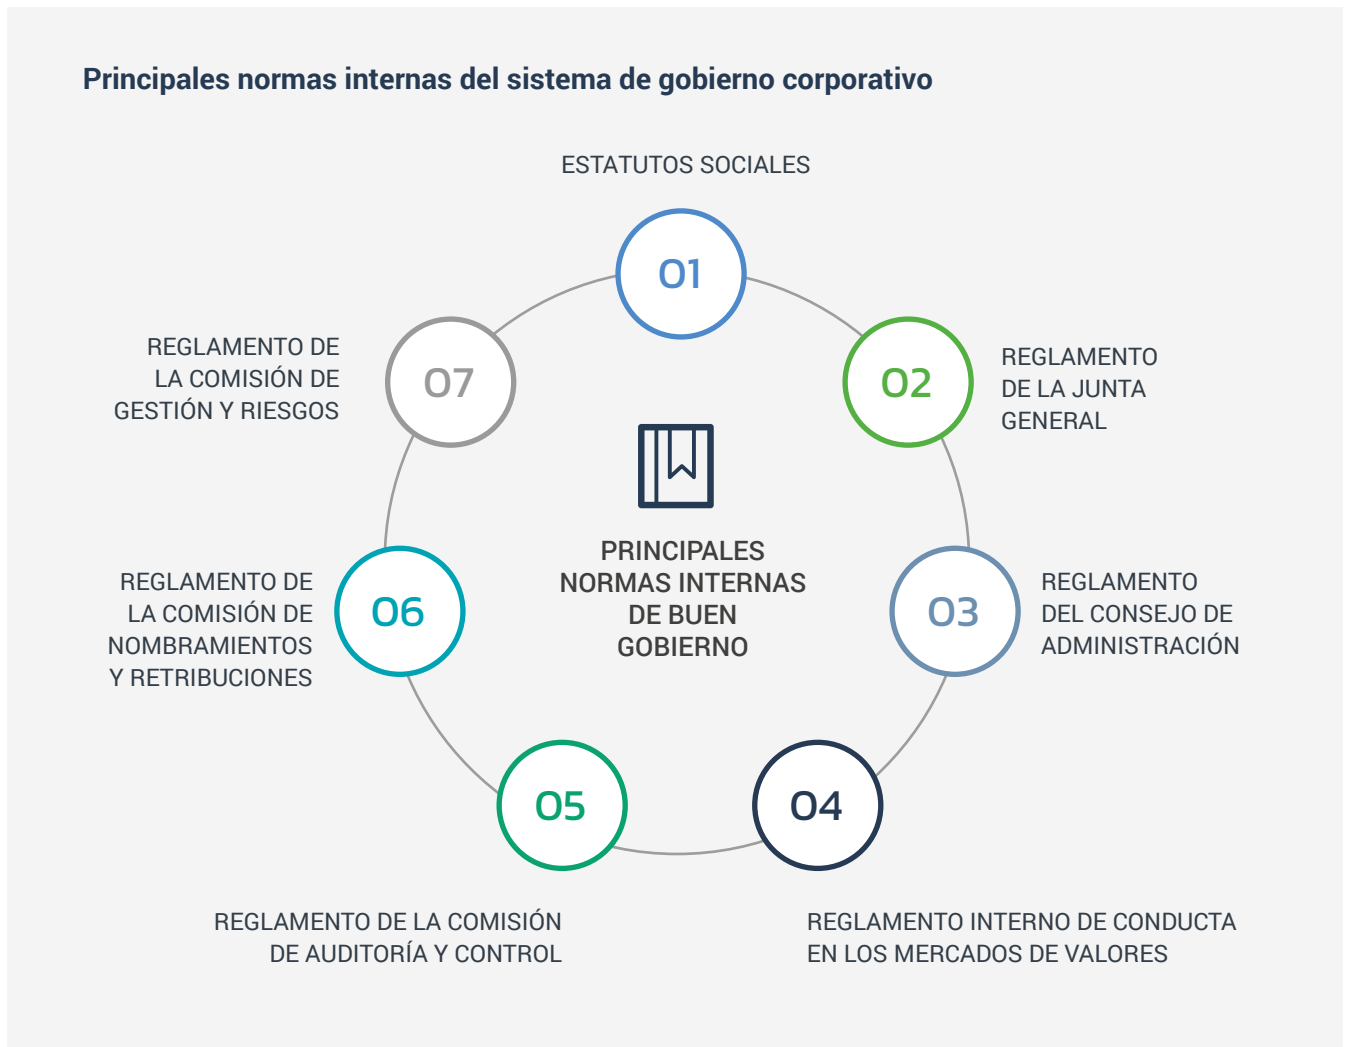 Principales normas internas del sistema de gobierno corporativo
ESTATUTOS SOCIALES
01
02
REGLAMENTO
DE LA JUNTA
GENERAL
03
REGLAMENTO
DEL CONSEJO DE
ADMINISTRACIÓN
04
REGLAMENTO INTERNO DE CONDUCTA
EN LOS MERCADOS DE VALORES
05
REGLAMENTO DE LA COMISIÓN
DE AUDITORÍA Y CONTROL
06
REGLAMENTO DE
LA COMISIÓN DE
NOMBRAMIENTOS
Y RETRIBUCIONES
07
REGLAMENTO DE
LA COMISIÓN DE
GESTIÓN Y RIESGOS
PRINCIPALES
NORMAS INTERNAS
DE BUEN
GOBIERNO